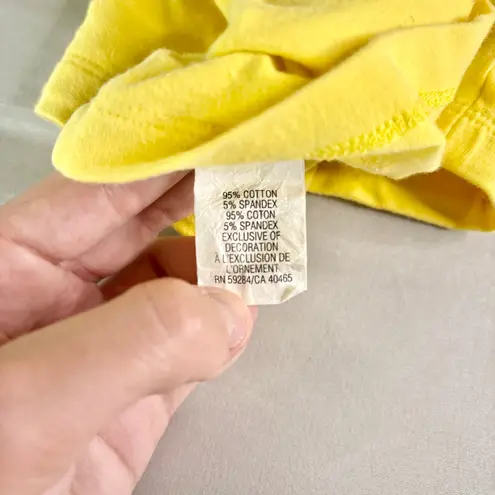 95% COTTON
5% SPANDEX
95% COTON
5% SPANDEX
EXCLUSIVE OF
DECORATION
À L'EXCLUSION DE
L'ORNEMENT
RN 59284/CA 40465